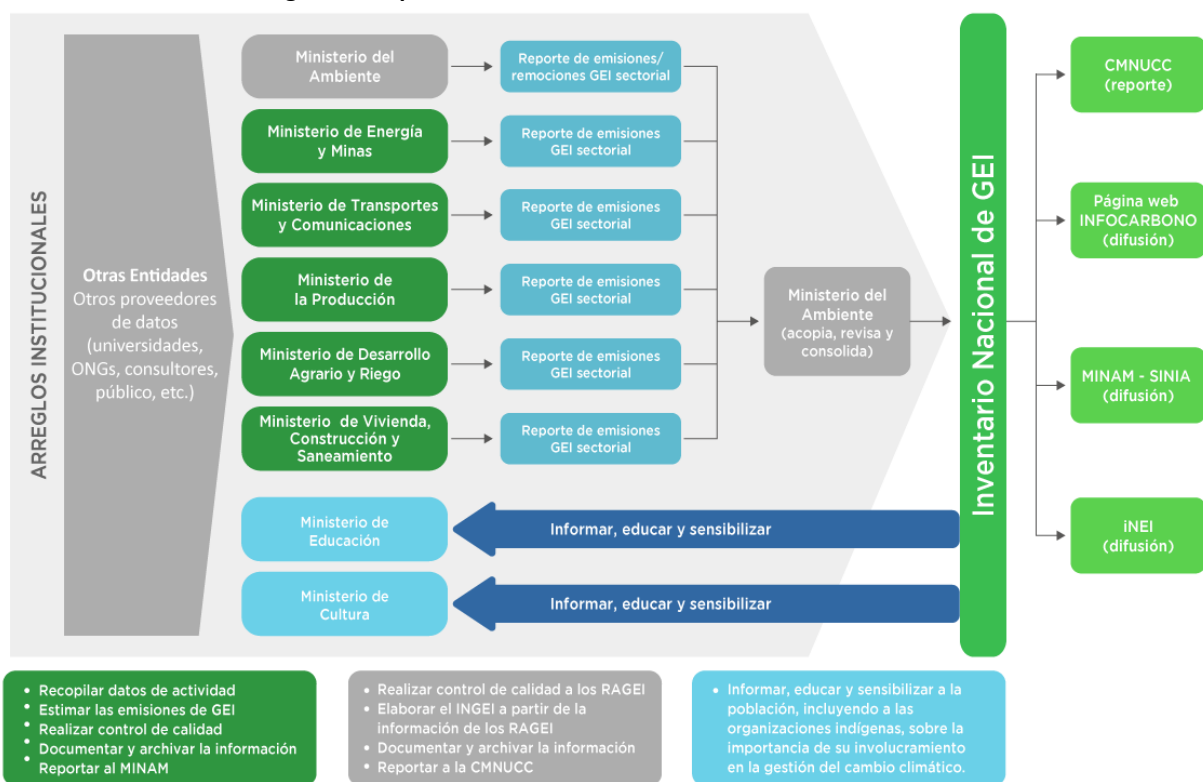 ARREGLOS INSTITUCIONALES
Otras Entidades
Otros proveedores
de datos
(universidades,
ONGs, consultores,
público, etc.)
Ministerio del
Ambiente
Reporte de emisiones/
remociones GEI sectorial
Ministerio de Energía
y Minas
Reporte de emisiones
GEI sectorial
Ministerio de Transportes
y Comunicaciones
Reporte de emisiones
GEI sectorial
Ministerio de
la Producción
Reporte de emisiones
GEI sectorial
Ministerio de Desarrollo
Agrario y Riego
Reporte de emisiones
GEI sectorial
Ministerio de Vivienda,
Construcción y
Saneamiento
Reporte de emisiones
GEI sectorial
Ministerio del
Ambiente
(acopia, revisa y
consolida)
Ministerio de
Educación
Informar, educar y sensibilizar
Ministerio de
Cultura
Informar, educar y sensibilizar
Inventario Nacional de GEI
CMNUCC
(reporte)
Página web
INFOCARBONO
(difusión)
MINAM - SINIA
(difusión)
iNEI
(difusión)
• Recopilar datos de actividad
• Estimar las emisiones de GEI
• Realizar control de calidad
• Documentar y archivar la información
• Reportar al MINAM
• Realizar control de calidad a los RAGEI
• Elaborar el INGEI a partir de la
información de los RAGEI
• Documentar y archivar la información
• Reportar a la CMNUCC
• Informar, educar y sensibilizar a la
población, incluyendo a las
organizaciones indígenas, sobre la
importancia de su involucramiento
en la gestión del cambio climático.